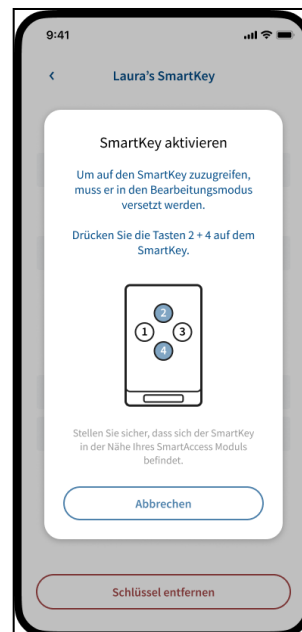 9:41
Laura's SmartKey
SmartKey aktivieren
Um auf den SmartKey zuzugreifen,
muss er in den Bearbeitungsmodus
versetzt werden.
Drücken Sie die Tasten 2 + 4 auf dem
SmartKey.
2
1 3
4
Stellen Sie sicher, dass sich der SmartKey
in der Nähe Ihres SmartAccess Moduls
befindet.
Abbrechen
Schlüssel entfernen